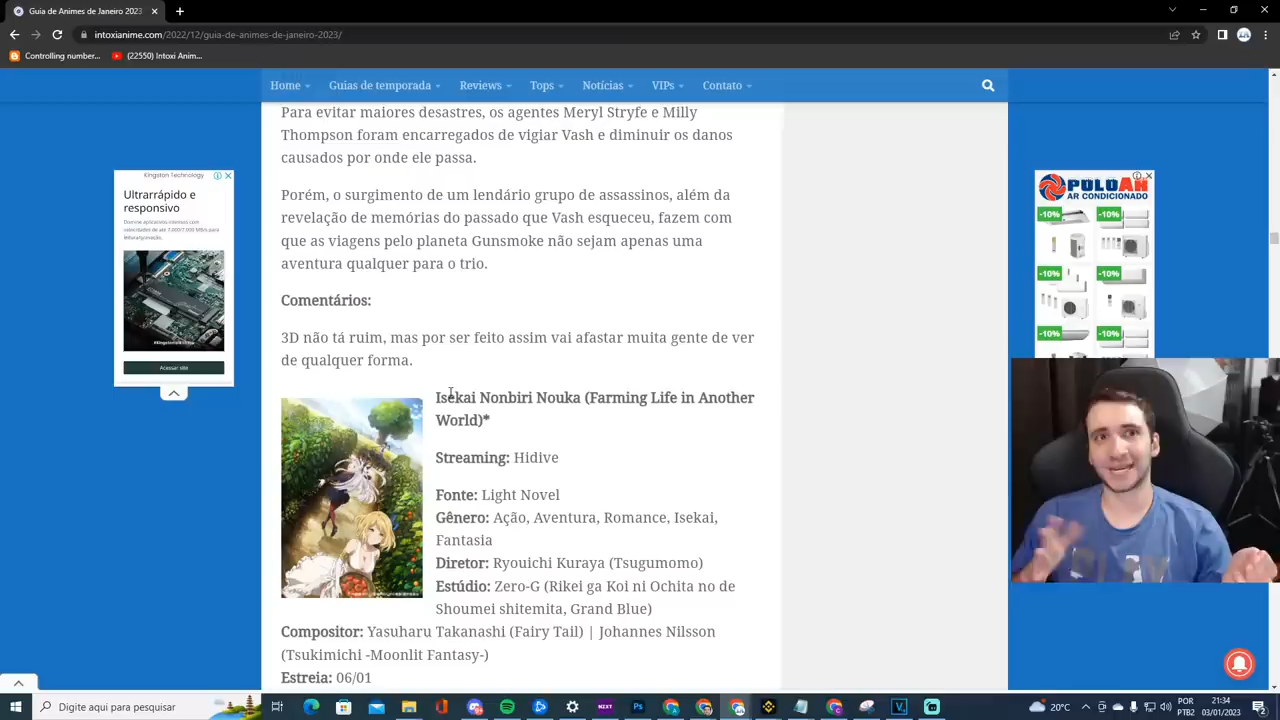 Guia de Animes de Janeiro 2023
intoxianime.com/2022/12/guia-de-animes-de-janeiro-2023/
Controlling number...
(22550) Intoxi Anim...
Home Guias de temporada Reviews Tops Notícias VIPs Contato
Para evitar maiores desastres, os agentes Meryl Stryfe e Milly
Thompson foram encarregados de vigiar Vash e diminuir os danos
causados por onde ele passa.
Porém, o surgimento de um lendário grupo de assassinos, além da
revelação de memórias do passado que Vash esqueceu, fazem com
que as viagens pelo planeta Gunsmoke não sejam apenas uma
aventura qualquer para o trio.
Comentários:
3D não tá ruim, mas por ser feito assim vai afastar muita gente de ver
de qualquer forma.
Isekai Nonbiri Nouka (Farming Life in Another
World)*
Streaming: Hidive
Fonte: Light Novel
Gênero: Ação, Aventura, Romance, Isekai,
Fantasia
Diretor: Ryouichi Kuraya (Tsugumomo)
Estúdio: Zero-G (Rikei ga Koi ni Ochita no de
Shoumei shitemita, Grand Blue)
Compositor: Yasuharu Takanashi (Fairy Tail) | Johannes Nilsson
(Tsukimichi -Moonlit Fantasy-)
Estreia: 06/01
Kingston Technology
Ultrarrápido e
responsivo
Acessar site
POLOAR
AR CONDICIONADO
-10% -10%
-10% -10%
-10% -10%
Digite aqui para pesquisar
NEXT
20°C
POR
PTB2
21:34
03/01/2023